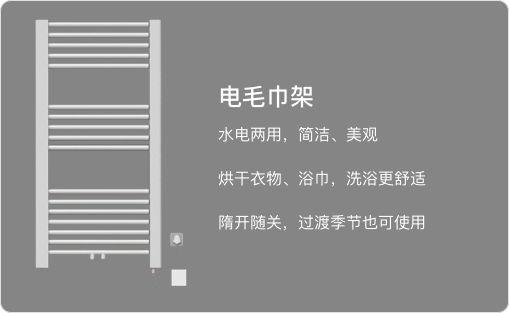 电毛巾架
水电两用，简洁、美观
烘干衣物、浴巾，洗浴更舒适
隋开随关，过渡季节也可使用